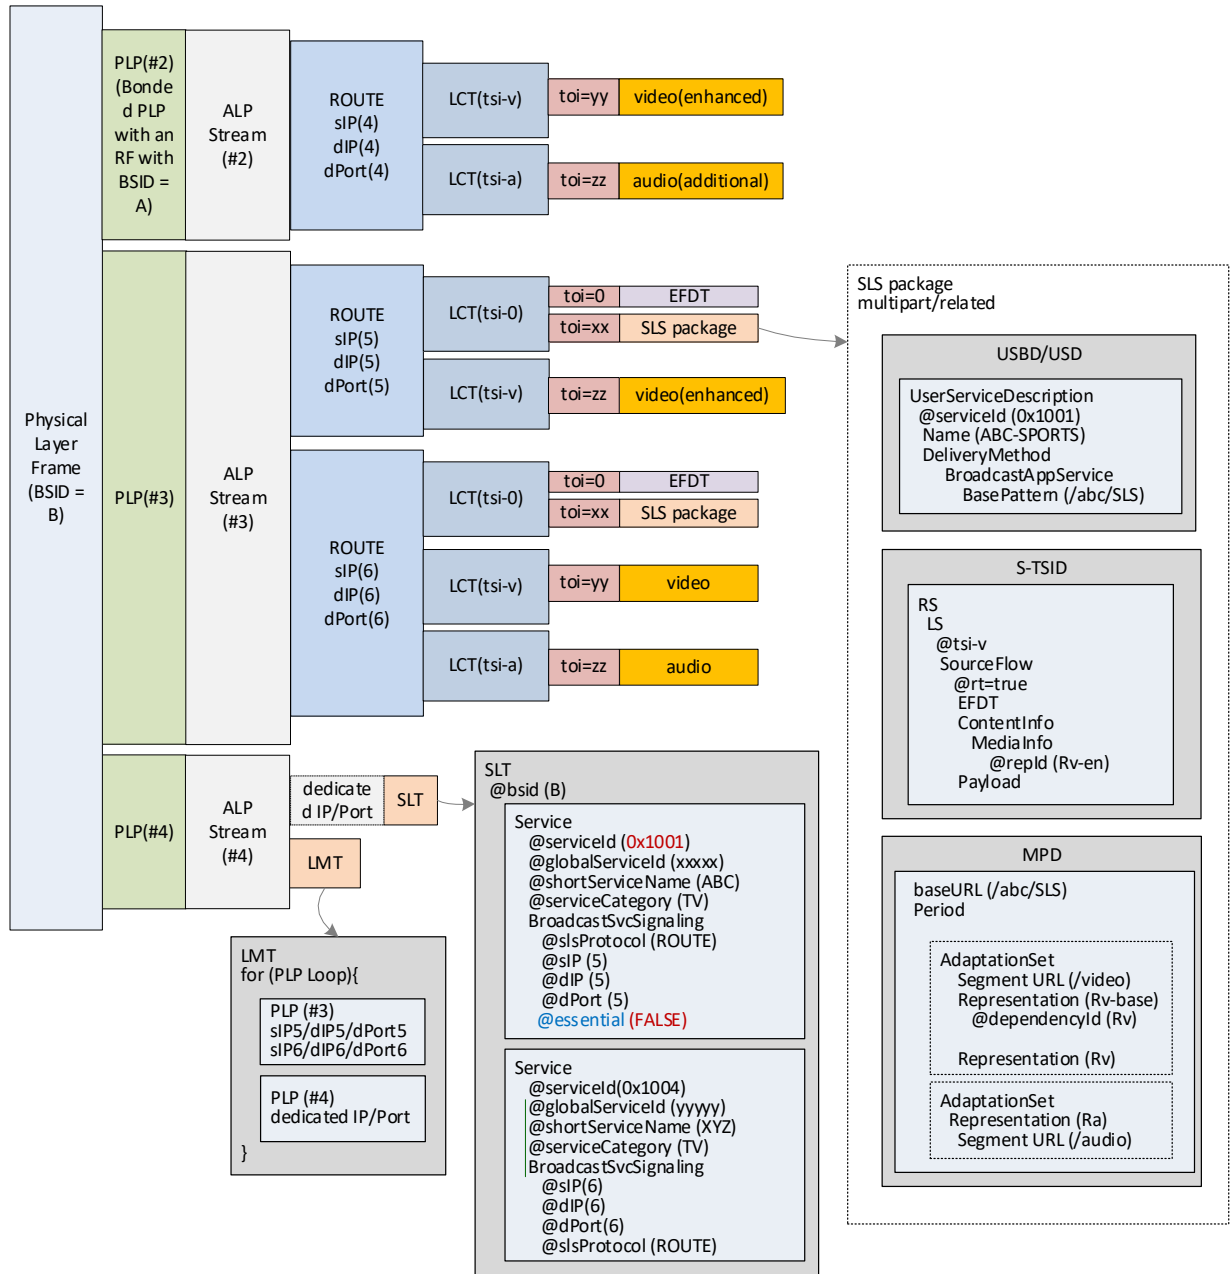 Physical
Layer
Frame
(BSID =
B)
PLP(#2)
(Bonde
d PLP
with an
RF with
BSID =
A)
ALP
Stream
(#2)
ROUTE
sIP(4)
dIP(4)
dPort(4)
LCT(tsi-v)
toi=yy
video(enhanced)
LCT(tsi-a)
toi=zz
audio(additional)
PLP(#3)
ALP
Stream
(#3)
ROUTE
sIP(5)
dIP(5)
dPort(5)
LCT(tsi-0)
toi=0
EFDT
toi=xx
SLS package
LCT(tsi-v)
toi=zz
video(enhanced)
ROUTE
sIP(6)
dIP(6)
dPort(6)
LCT(tsi-0)
toi=0
EFDT
toi=xx
SLS package
LCT(tsi-v)
toi=yy
video
LCT(tsi-a)
toi=zz
audio
PLP(#4)
ALP
Stream
(#4)
dedicate
d IP/Port
SLT
LMT
LMT
for (PLP Loop){
PLP (#3)
sIP5/dIP5/dPort5
sIP6/dIP6/dPort6
PLP (#4)
dedicated IP/Port
}
SLT
@bsid (B)
Service
@serviceId (0x1001)
@globalServiceId (xxxxx)
@shortServiceName (ABC)
@serviceCategory (TV)
BroadcastSvcSignaling
@slsProtocol (ROUTE)
@sIP (5)
@dIP (5)
@dPort (5)
@essential (FALSE)
Service
@serviceId(0x1004)
@globalServiceId (yyyyy)
@shortServiceName (XYZ)
@serviceCategory (TV)
BroadcastSvcSignaling
@sIP(6)
@dIP(6)
@dPort(6)
@slsProtocol (ROUTE)
SLS package
multipart/related
USBD/USD
UserServiceDescription
@serviceId (0x1001)
Name (ABC-SPORTS)
DeliveryMethod
BroadcastAppService
BasePattern (/abc/SLS)
S-TSID
RS
LS
@tsi-v
SourceFlow
@rt=true
EFDT
ContentInfo
MediaInfo
@repId (Rv-en)
Payload
MPD
baseURL (/abc/SLS)
Period
AdaptationSet
Segment URL (/video)
Representation (Rv-base)
@dependencyId (Rv)
Representation (Rv)
AdaptationSet
Representation (Ra)
Segment URL (/audio)